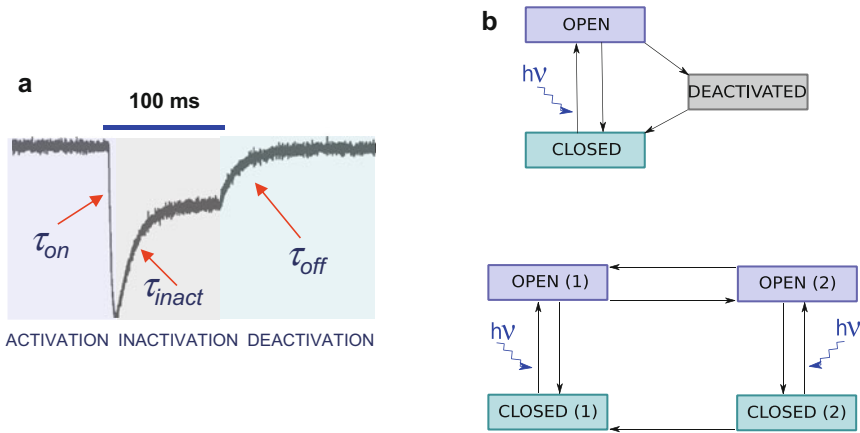 a
100 ms
τon
τinact
τoff
ACTIVATION INACTIVATION DEACTIVATION
b
OPEN
hν
DEACTIVATED
CLOSED
OPEN (1)
OPEN (2)
hν
hν
CLOSED (1)
CLOSED (2)